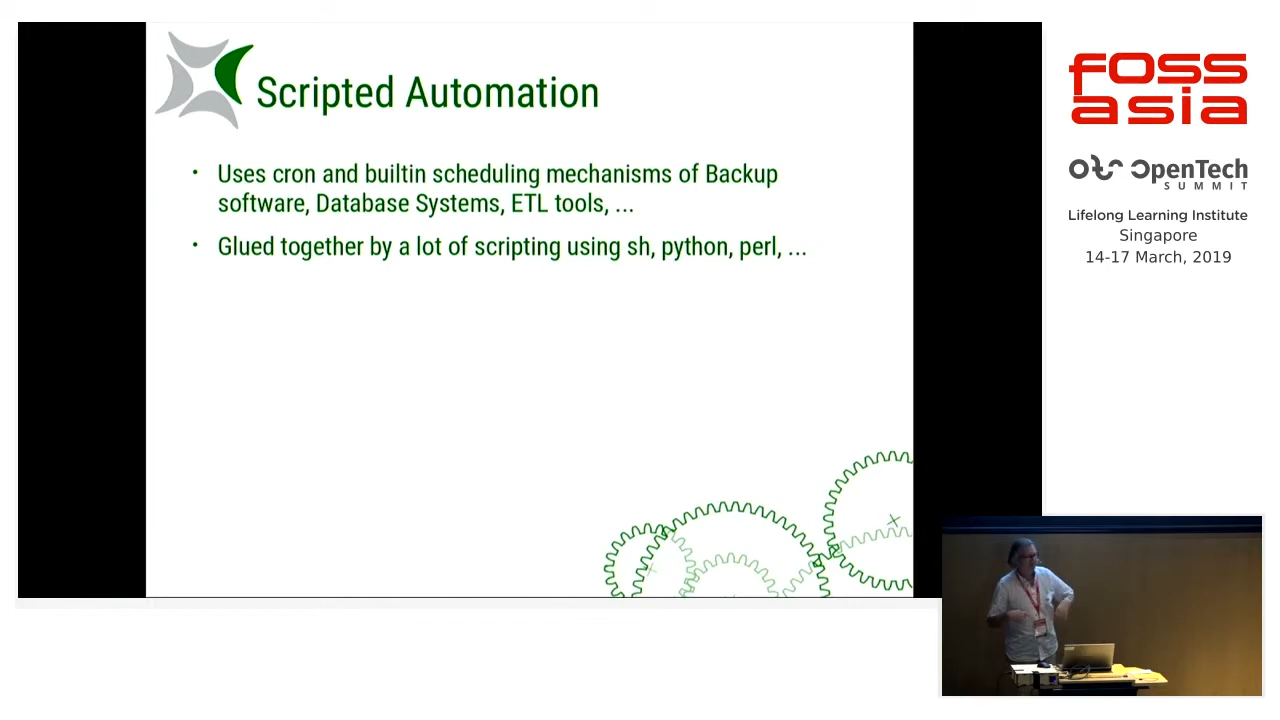 Scripted Automation
• Uses cron and builtin scheduling mechanisms of Backup
software, Database Systems, ETL tools, ...
• Glued together by a lot of scripting using sh, python, perl, ...
FOSS
asia
OpenTech
SUMMIT
Lifelong Learning Institute
Singapore
14-17 March, 2019